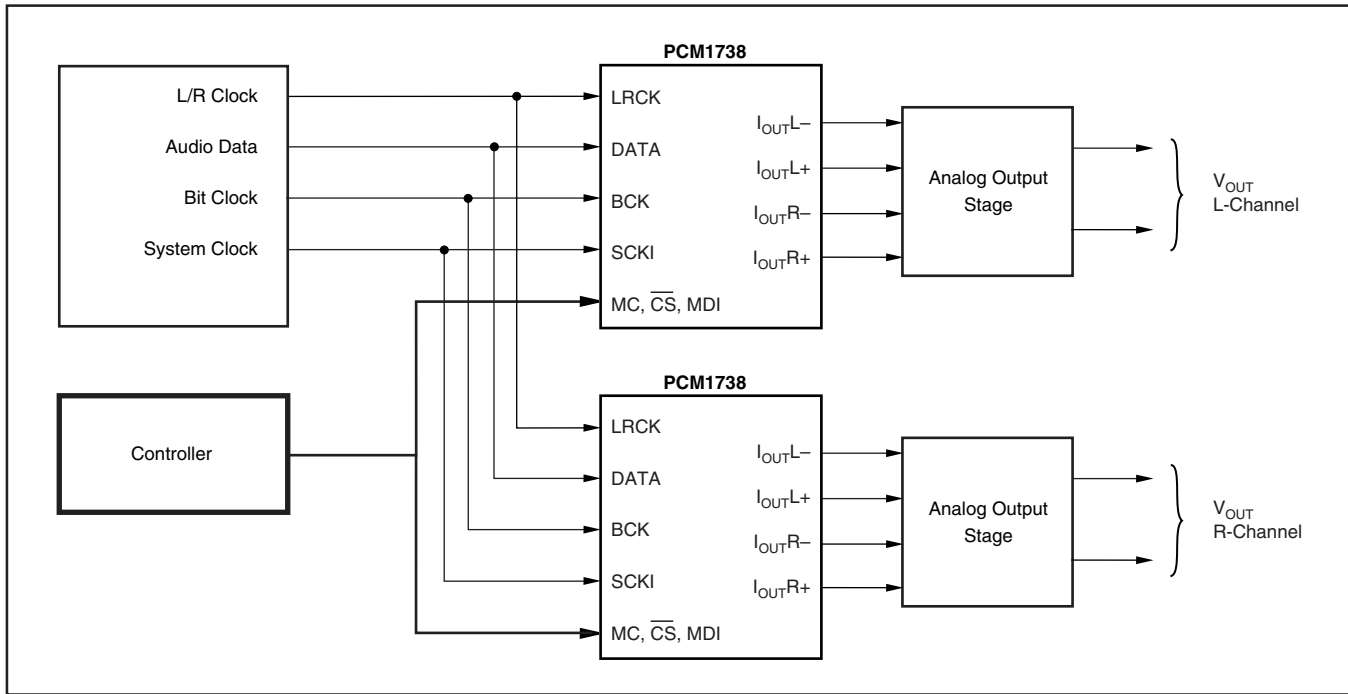 L/R Clock
Audio Data
Bit Clock
System Clock
Controller
PCM1738
LRCK
DATA
BCK
SCKI
MC, C̅S̅, MDI
I_OUTL–
I_OUTL+
I_OUTR–
I_OUTR+
Analog Output
Stage
V_OUT
L-Channel
PCM1738
LRCK
DATA
BCK
SCKI
MC, C̅S̅, MDI
I_OUTL–
I_OUTL+
I_OUTR–
I_OUTR+
Analog Output
Stage
V_OUT
R-Channel